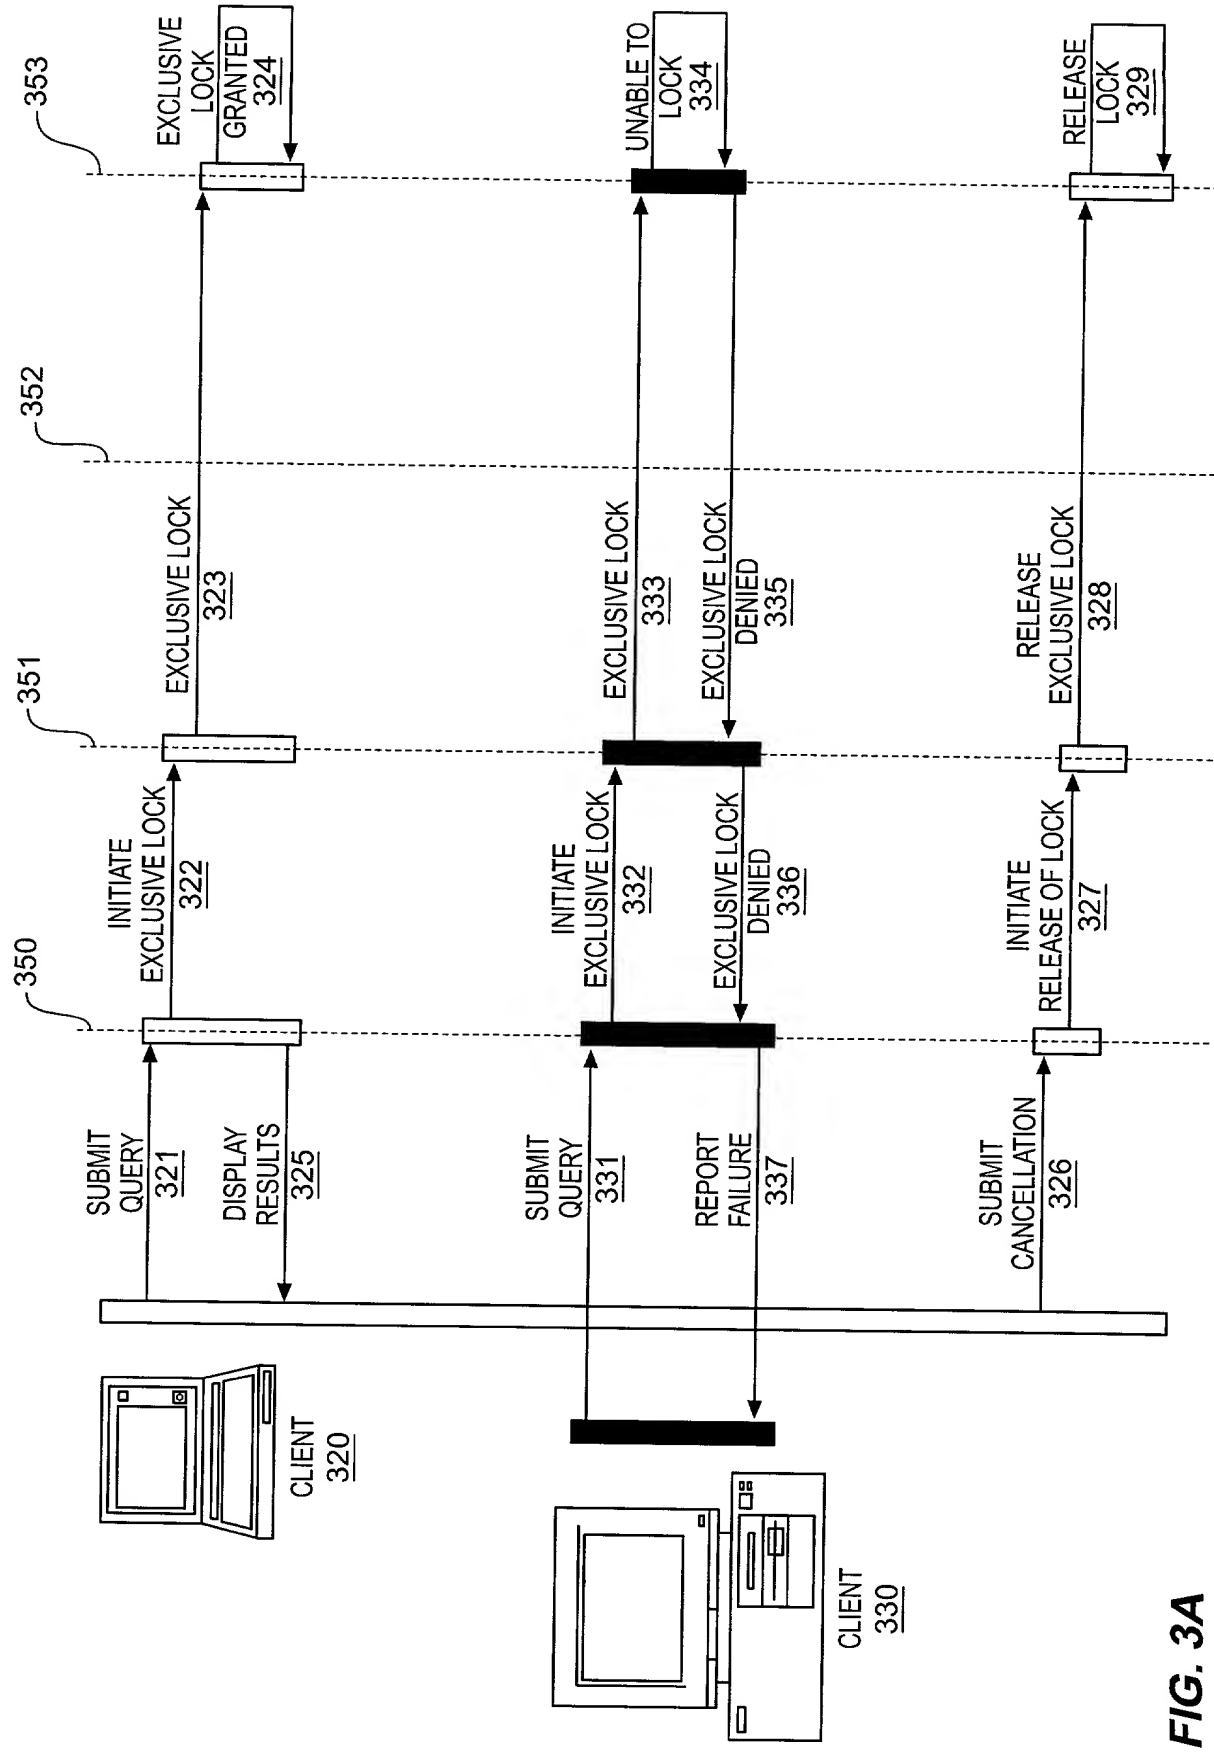 350
351
352
353
SUBMIT
QUERY
321
INITIATE
EXCLUSIVE LOCK
322
EXCLUSIVE LOCK
323
EXCLUSIVE
LOCK
GRANTED
324
DISPLAY
RESULTS
325
CLIENT
320
SUBMIT
QUERY
331
INITIATE
EXCLUSIVE LOCK
332
EXCLUSIVE LOCK
333
UNABLE TO
LOCK
334
EXCLUSIVE LOCK
DENIED
335
EXCLUSIVE LOCK
DENIED
336
REPORT
FAILURE
337
CLIENT
330
SUBMIT
CANCELLATION
326
INITIATE
RELEASE OF LOCK
327
RELEASE
EXCLUSIVE LOCK
328
RELEASE
LOCK
329
FIG. 3A